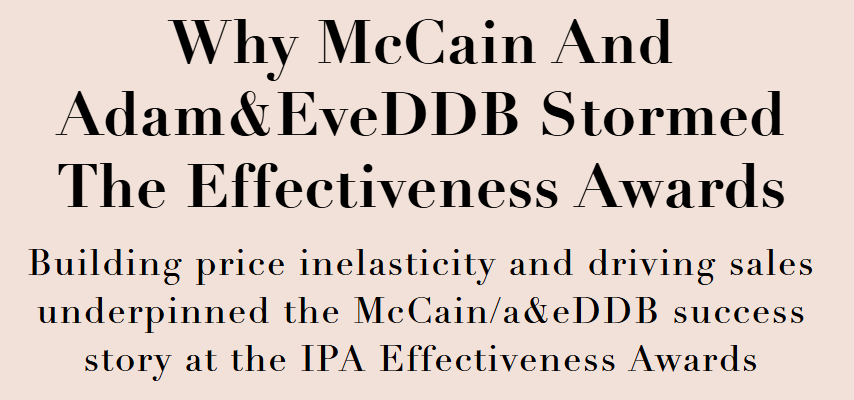 Why McCain And
Adam&EveDDB Stormed
The Effectiveness Awards
Building price inelasticity and driving sales
underpinned the McCain/a&eDDB success
story at the IPA Effectiveness Awards